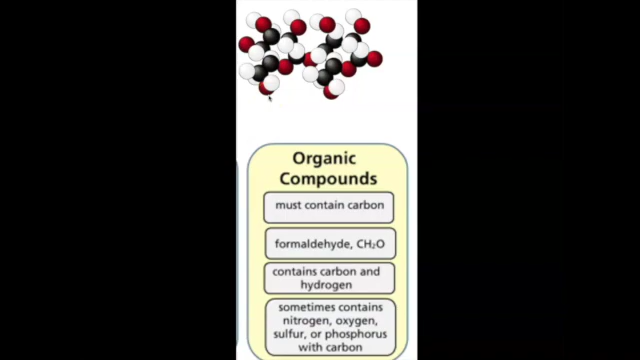 Organic
Compounds
must contain carbon
formaldehyde, CH₂O
contains carbon and
hydrogen
sometimes contains
nitrogen, oxygen,
sulfur, or phosphorus
with carbon